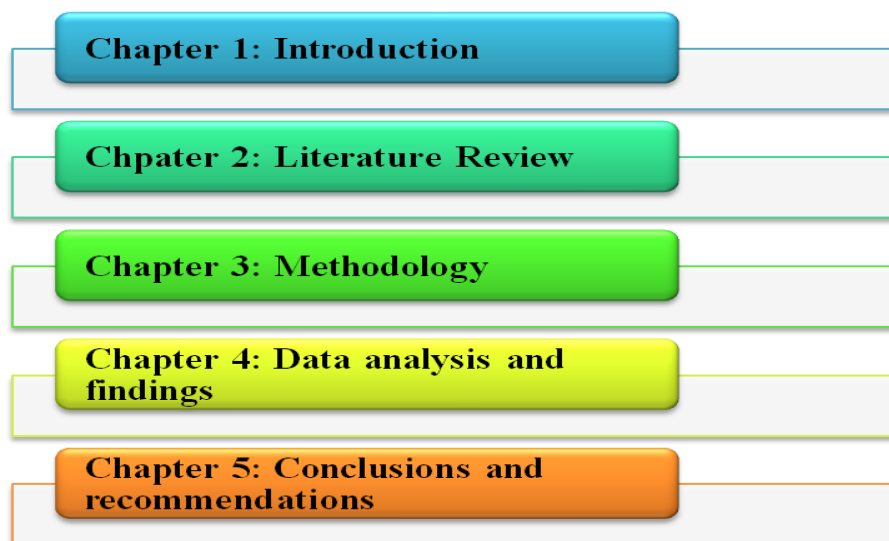 Chapter 1: Introduction
Chpater 2: Literature Review
Chapter 3: Methodology
Chapter 4: Data analysis and
findings
Chapter 5: Conclusions and
recommendations